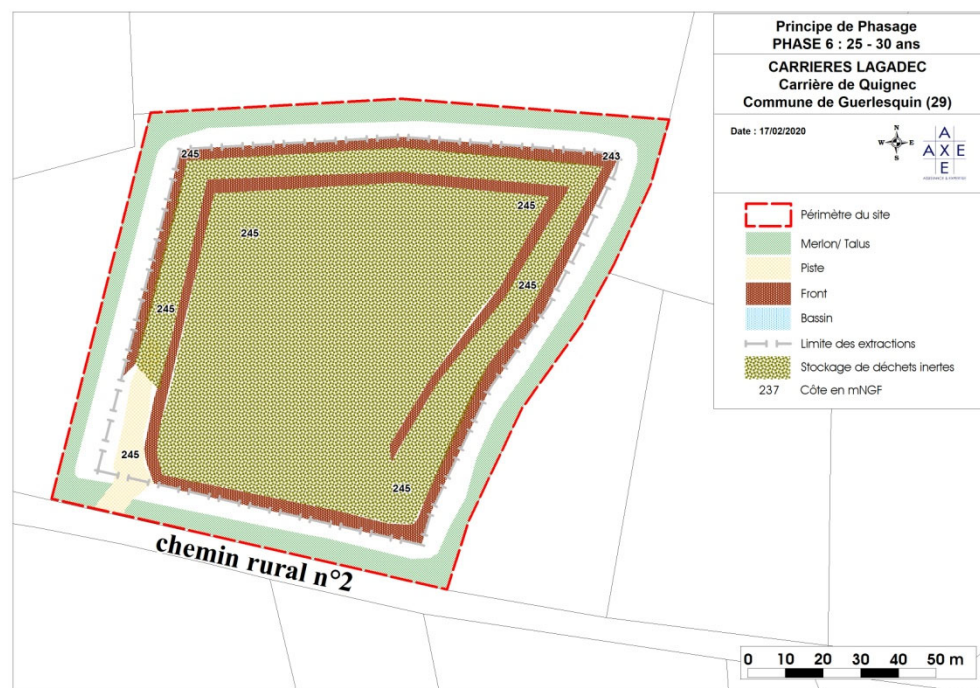 Principe de Phasage
PHASE 6 : 25 - 30 ans
CARRIERES LAGADEC
Carrière de Quignec
Commune de Guerlesquin (29)
Date : 17/02/2020
N
W E
S
A
A X E
E
Périmètre du site
Merlon/ Talus
Piste
Front
Bassin
Limite des extractions
Stockage de déchets inertes
237 Côte en mNGF
245
243
245
245
245
245
245
245
chemin rural n°2
0 10 20 30 40 50 m